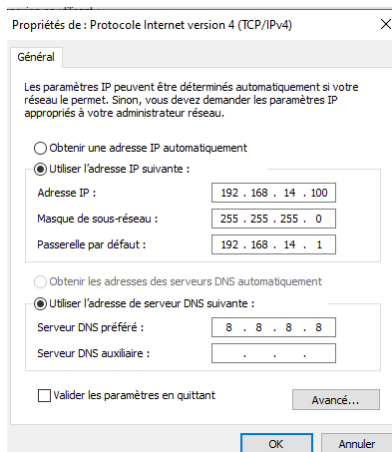 Propriétés de : Protocole Internet version 4 (TCP/IPv4)
Général
Les paramètres IP peuvent être déterminés automatiquement si votre
réseau le permet. Sinon, vous devez demander les paramètres IP
appropriés à votre administrateur réseau.
Obtenir une adresse IP automatiquement
Utiliser l'adresse IP suivante :
Adresse IP : 192 . 168 . 14 . 100
Masque de sous-réseau : 255 . 255 . 255 . 0
Passerelle par défaut : 192 . 168 . 14 . 1
Obtenir les adresses des serveurs DNS automatiquement
Utiliser l'adresse de serveur DNS suivante :
Serveur DNS préféré : 8 . 8 . 8 . 8
Serveur DNS auxiliaire : . . .
Valider les paramètres en quittant
Avancé...
OK Annuler